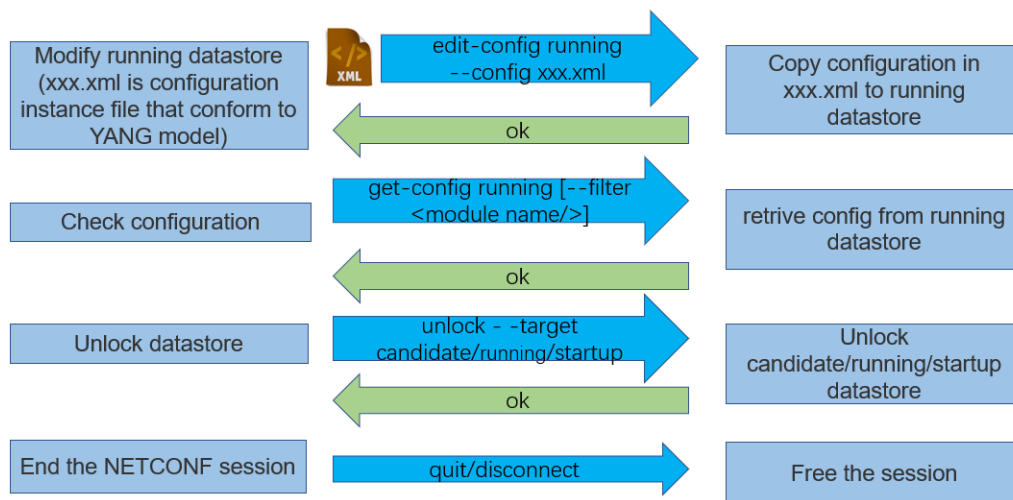 Modify running datastore
(xxx.xml is configuration
instance file that conform to
YANG model)
</>
XML
edit-config running
--config xxx.xml
Copy configuration in
xxx.xml to running
datastore
ok
Check configuration
get-config running [--filter
<module name/>]
retrive config from running
datastore
ok
Unlock datastore
unlock - -target
candidate/running/startup
Unlock
candidate/running/startup
datastore
ok
End the NETCONF session
quit/disconnect
Free the session